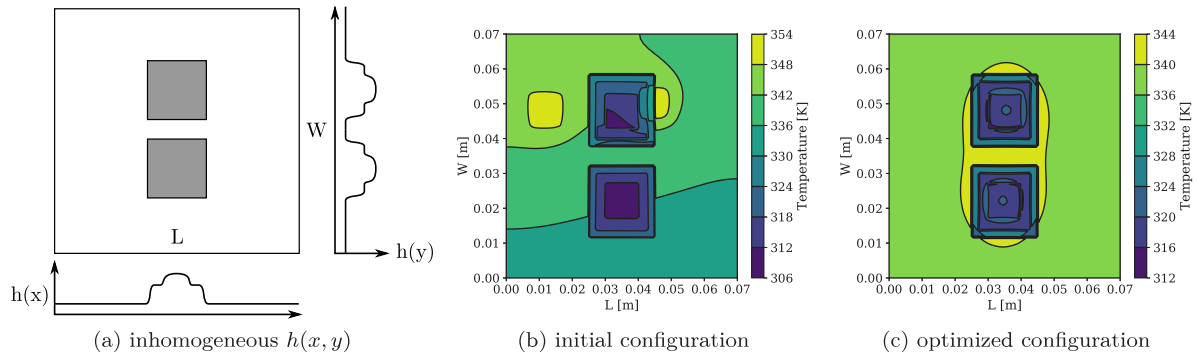 W
L
h(y)
h(x)
(a) inhomogeneous h(x, y)
0.07
0.06
0.05
0.04
0.03
0.02
0.01
0.00
W [m]
0.00 0.01 0.02 0.03 0.04 0.05 0.06 0.07
L [m]
354
348
342
336
330
324
318
312
306
Temperature [K]
(b) initial configuration
0.07
0.06
0.05
0.04
0.03
0.02
0.01
0.00
W [m]
0.00 0.01 0.02 0.03 0.04 0.05 0.06 0.07
L [m]
344
340
336
332
328
324
320
316
312
Temperature [K]
(c) optimized configuration